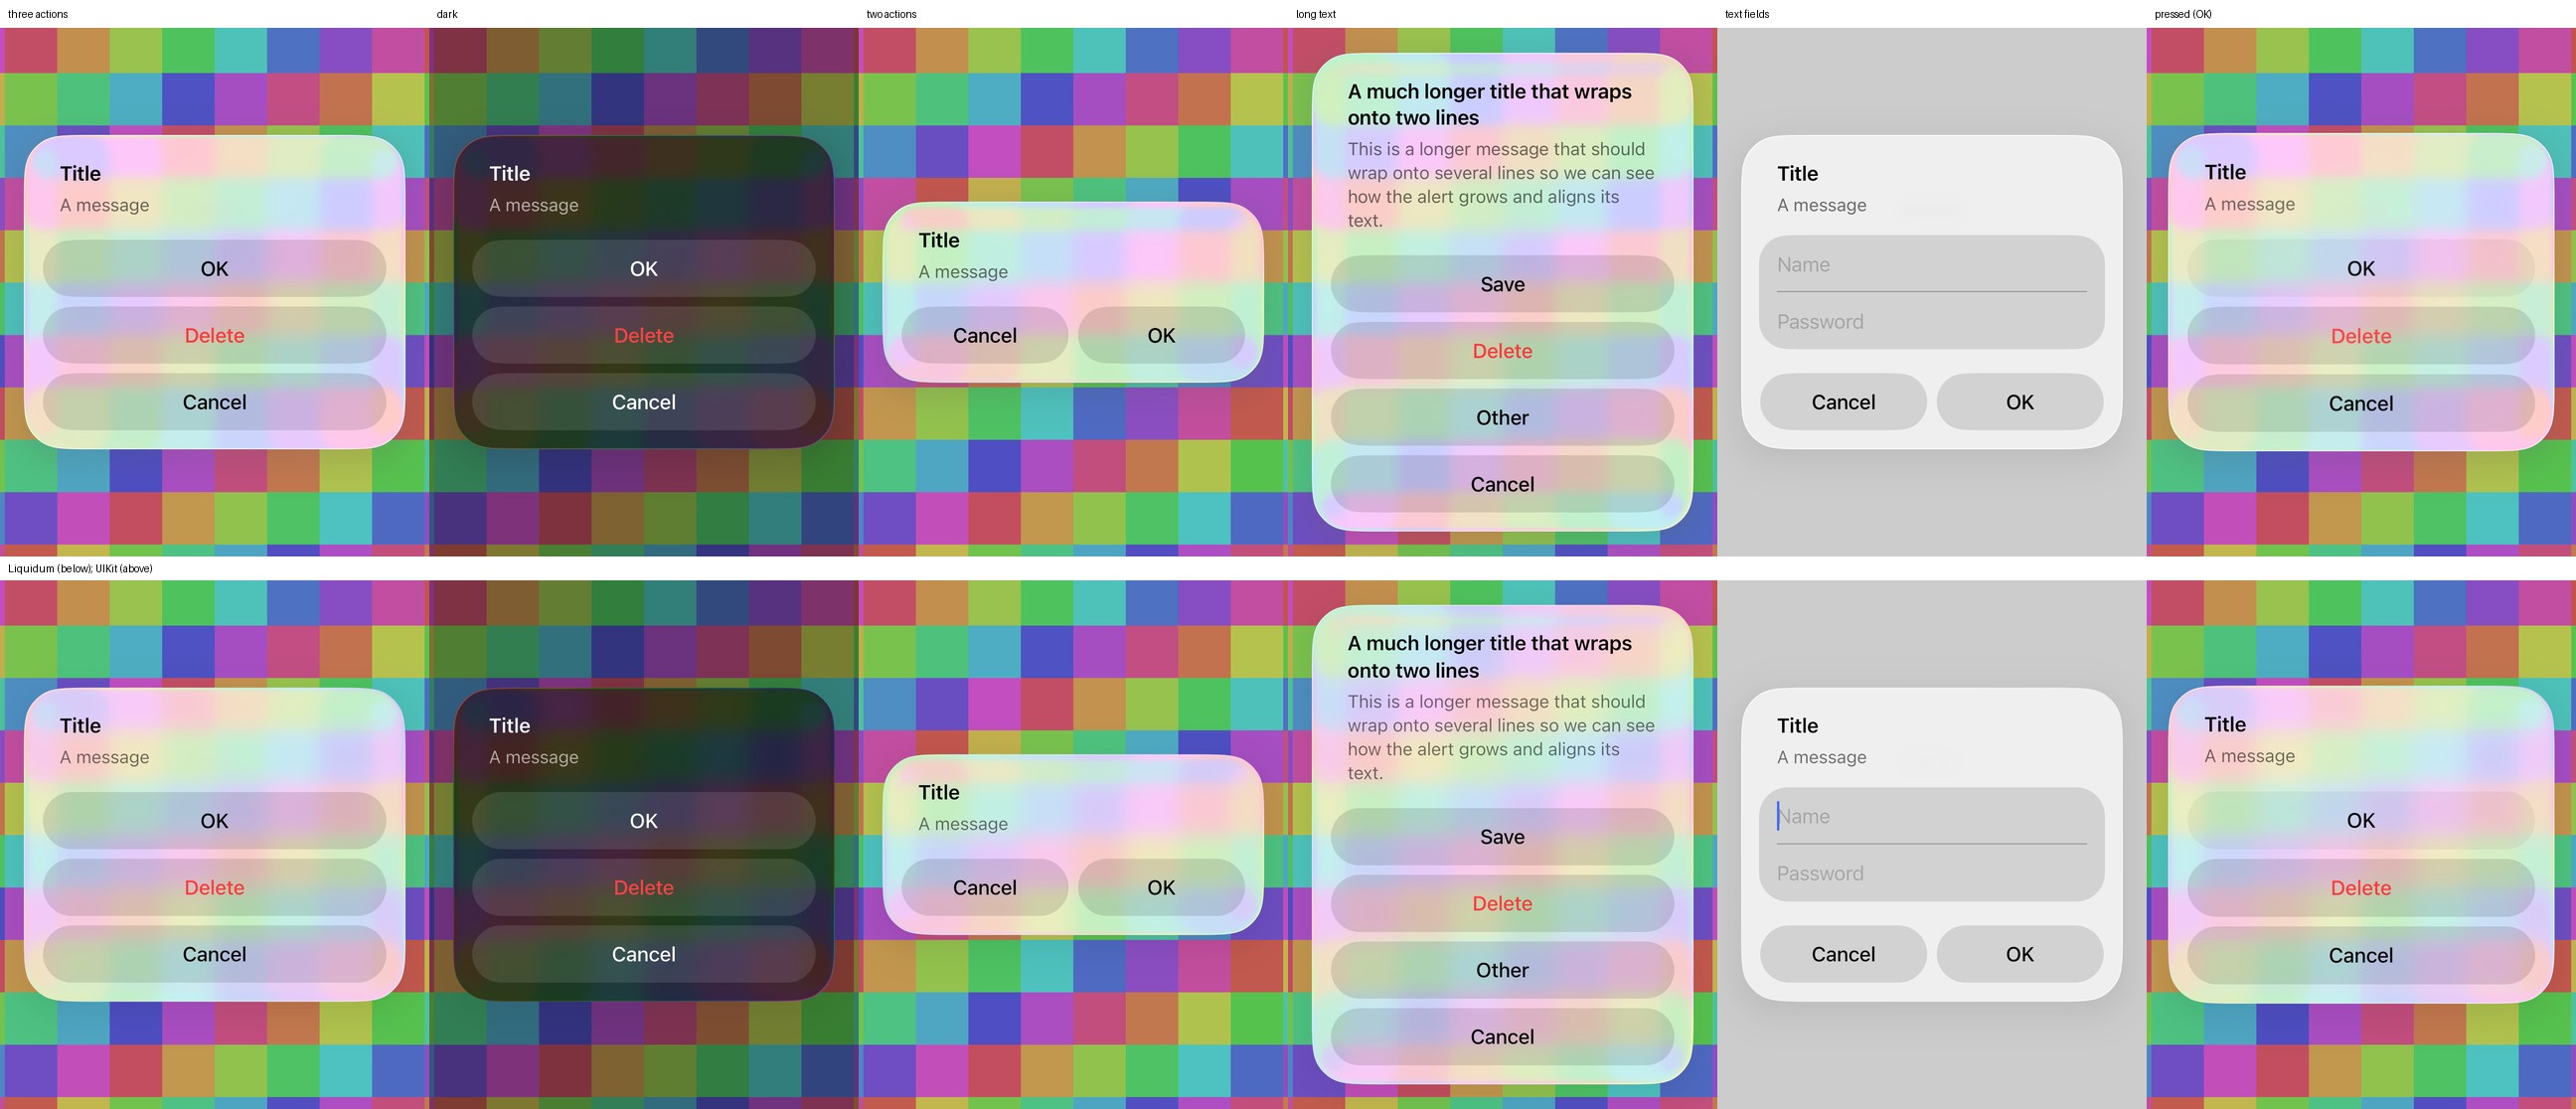 three actions
dark
two actions
long text
text fields
pressed (OK)
Title
A message
OK
Delete
Cancel
Title
A message
OK
Delete
Cancel
Title
A message
Cancel
OK
A much longer title that wraps
onto two lines
This is a longer message that should
wrap onto several lines so we can see
how the alert grows and aligns its
text.
Save
Delete
Other
Cancel
Title
A message
Name
Password
Cancel
OK
Title
A message
OK
Delete
Cancel
Liquidum (below); UIKit (above)
Title
A message
OK
Delete
Cancel
Title
A message
OK
Delete
Cancel
Title
A message
Cancel
OK
A much longer title that wraps
onto two lines
This is a longer message that should
wrap onto several lines so we can see
how the alert grows and aligns its
text.
Save
Delete
Other
Cancel
Title
A message
Name
Password
Cancel
OK
Title
A message
OK
Delete
Cancel